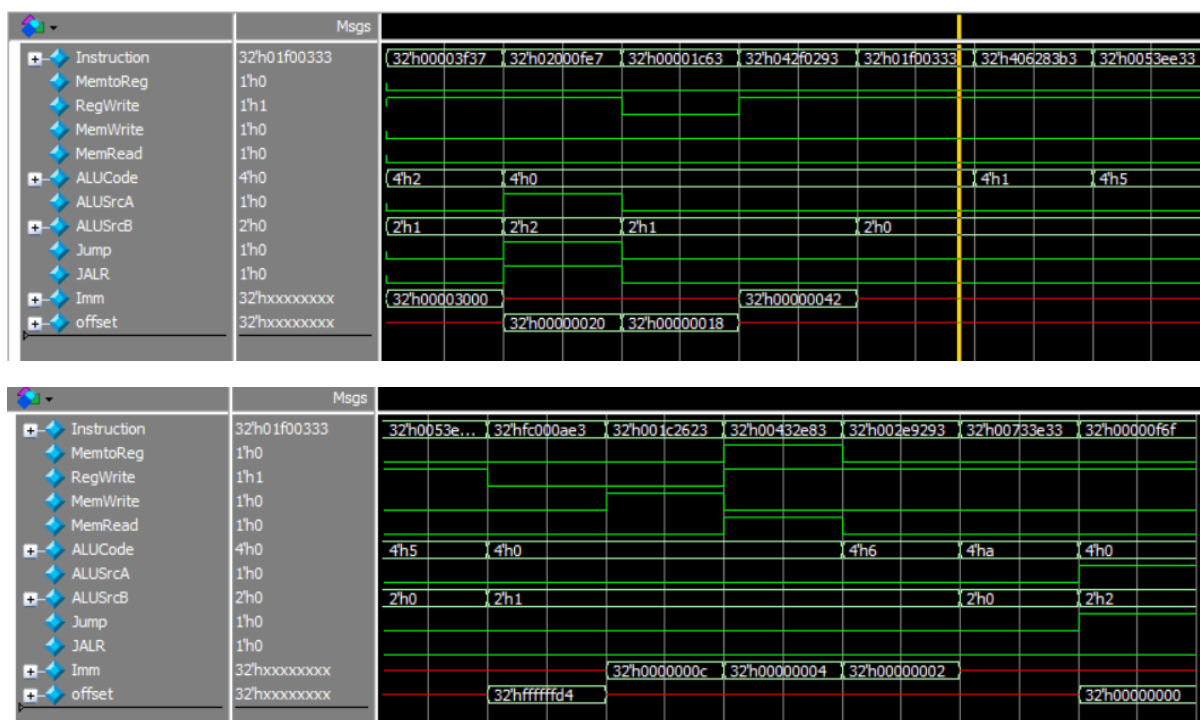 Msgs
Instruction 32'h01f00333 32'h00003f37 32'h02000fe7 32'h00001c63 32'h042f0293 32'h01f00333 32'h406283b3 32'h0053ee33
MemtoReg 1'h0
RegWrite 1'h1
MemWrite 1'h0
MemRead 1'h0
ALUCode 4'h0 4'h2 4'h0 4'h1 4'h5
ALUSrcA 1'h0
ALUSrcB 2'h0 2'h1 2'h2 2'h1 2'h0
Jump 1'h0
JALR 1'h0
Imm 32'hxxxxxxxx 32'h00003000 32'h00000042
offset 32'hxxxxxxxx 32'h00000020 32'h00000018
Msgs
Instruction 32'h01f00333 32'h0053e... 32'hfc000ae3 32'h001c2623 32'h00432e83 32'h002e9293 32'h00733e33 32'h00000f6f
MemtoReg 1'h0
RegWrite 1'h1
MemWrite 1'h0
MemRead 1'h0
ALUCode 4'h0 4'h5 4'h0 4'h6 4'ha 4'h0
ALUSrcA 1'h0
ALUSrcB 2'h0 2'h0 2'h1 2'h0 2'h2
Jump 1'h0
JALR 1'h0
Imm 32'hxxxxxxxx 32'h0000000c 32'h00000004 32'h00000002
offset 32'hxxxxxxxx 32'hffffffd4 32'h00000000